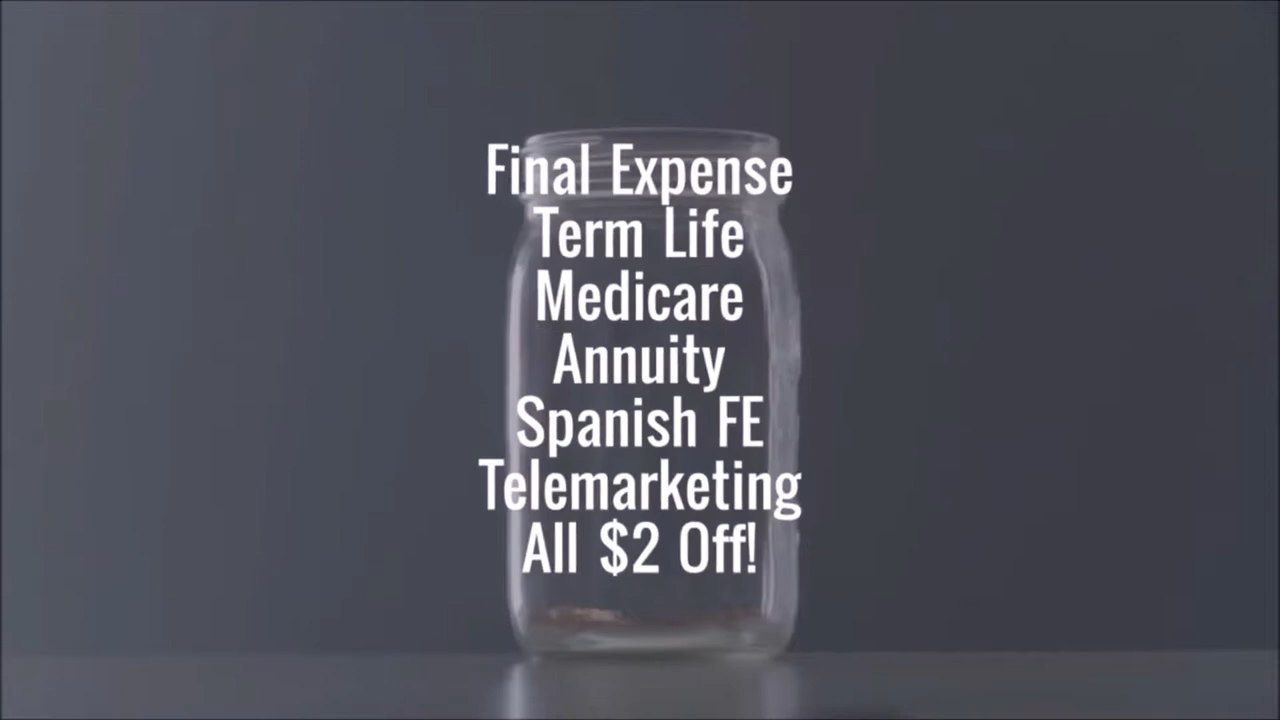 Final Expense
Term Life
Medicare
Annuity
Spanish FE
Telemarketing
All $2 Off!